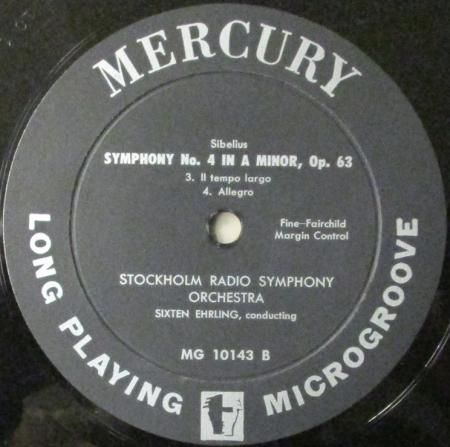 MERCURY
Sibelius
SYMPHONY No. 4 IN A MINOR, Op. 63
3. Il tempo largo
4. Allegro
Fine-Fairchild
Margin Control
STOCKHOLM RADIO SYMPHONY
ORCHESTRA
SIXTEN EHRLING, conducting
MG 10143 B
LONG PLAYING MICROGROOVE